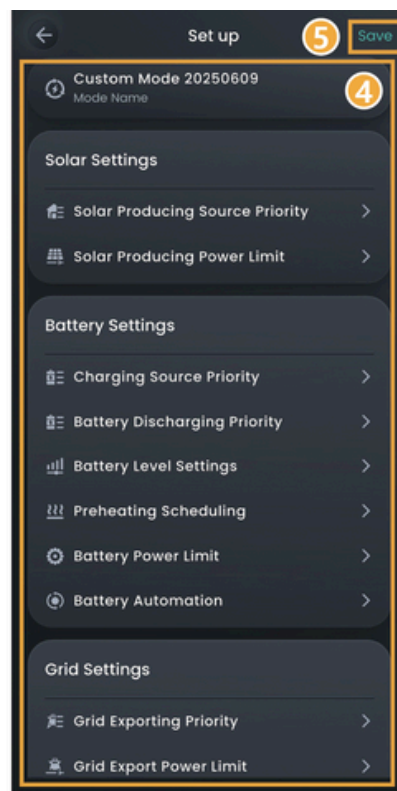 Set up
5
Save
Custom Mode 20250609
4
Mode Name
Solar Settings
Solar Producing Source Priority
Solar Producing Power Limit
Battery Settings
Charging Source Priority
Battery Discharging Priority
Battery Level Settings
Preheating Scheduling
Battery Power Limit
Battery Automation
Grid Settings
Grid Exporting Priority
Grid Export Power Limit